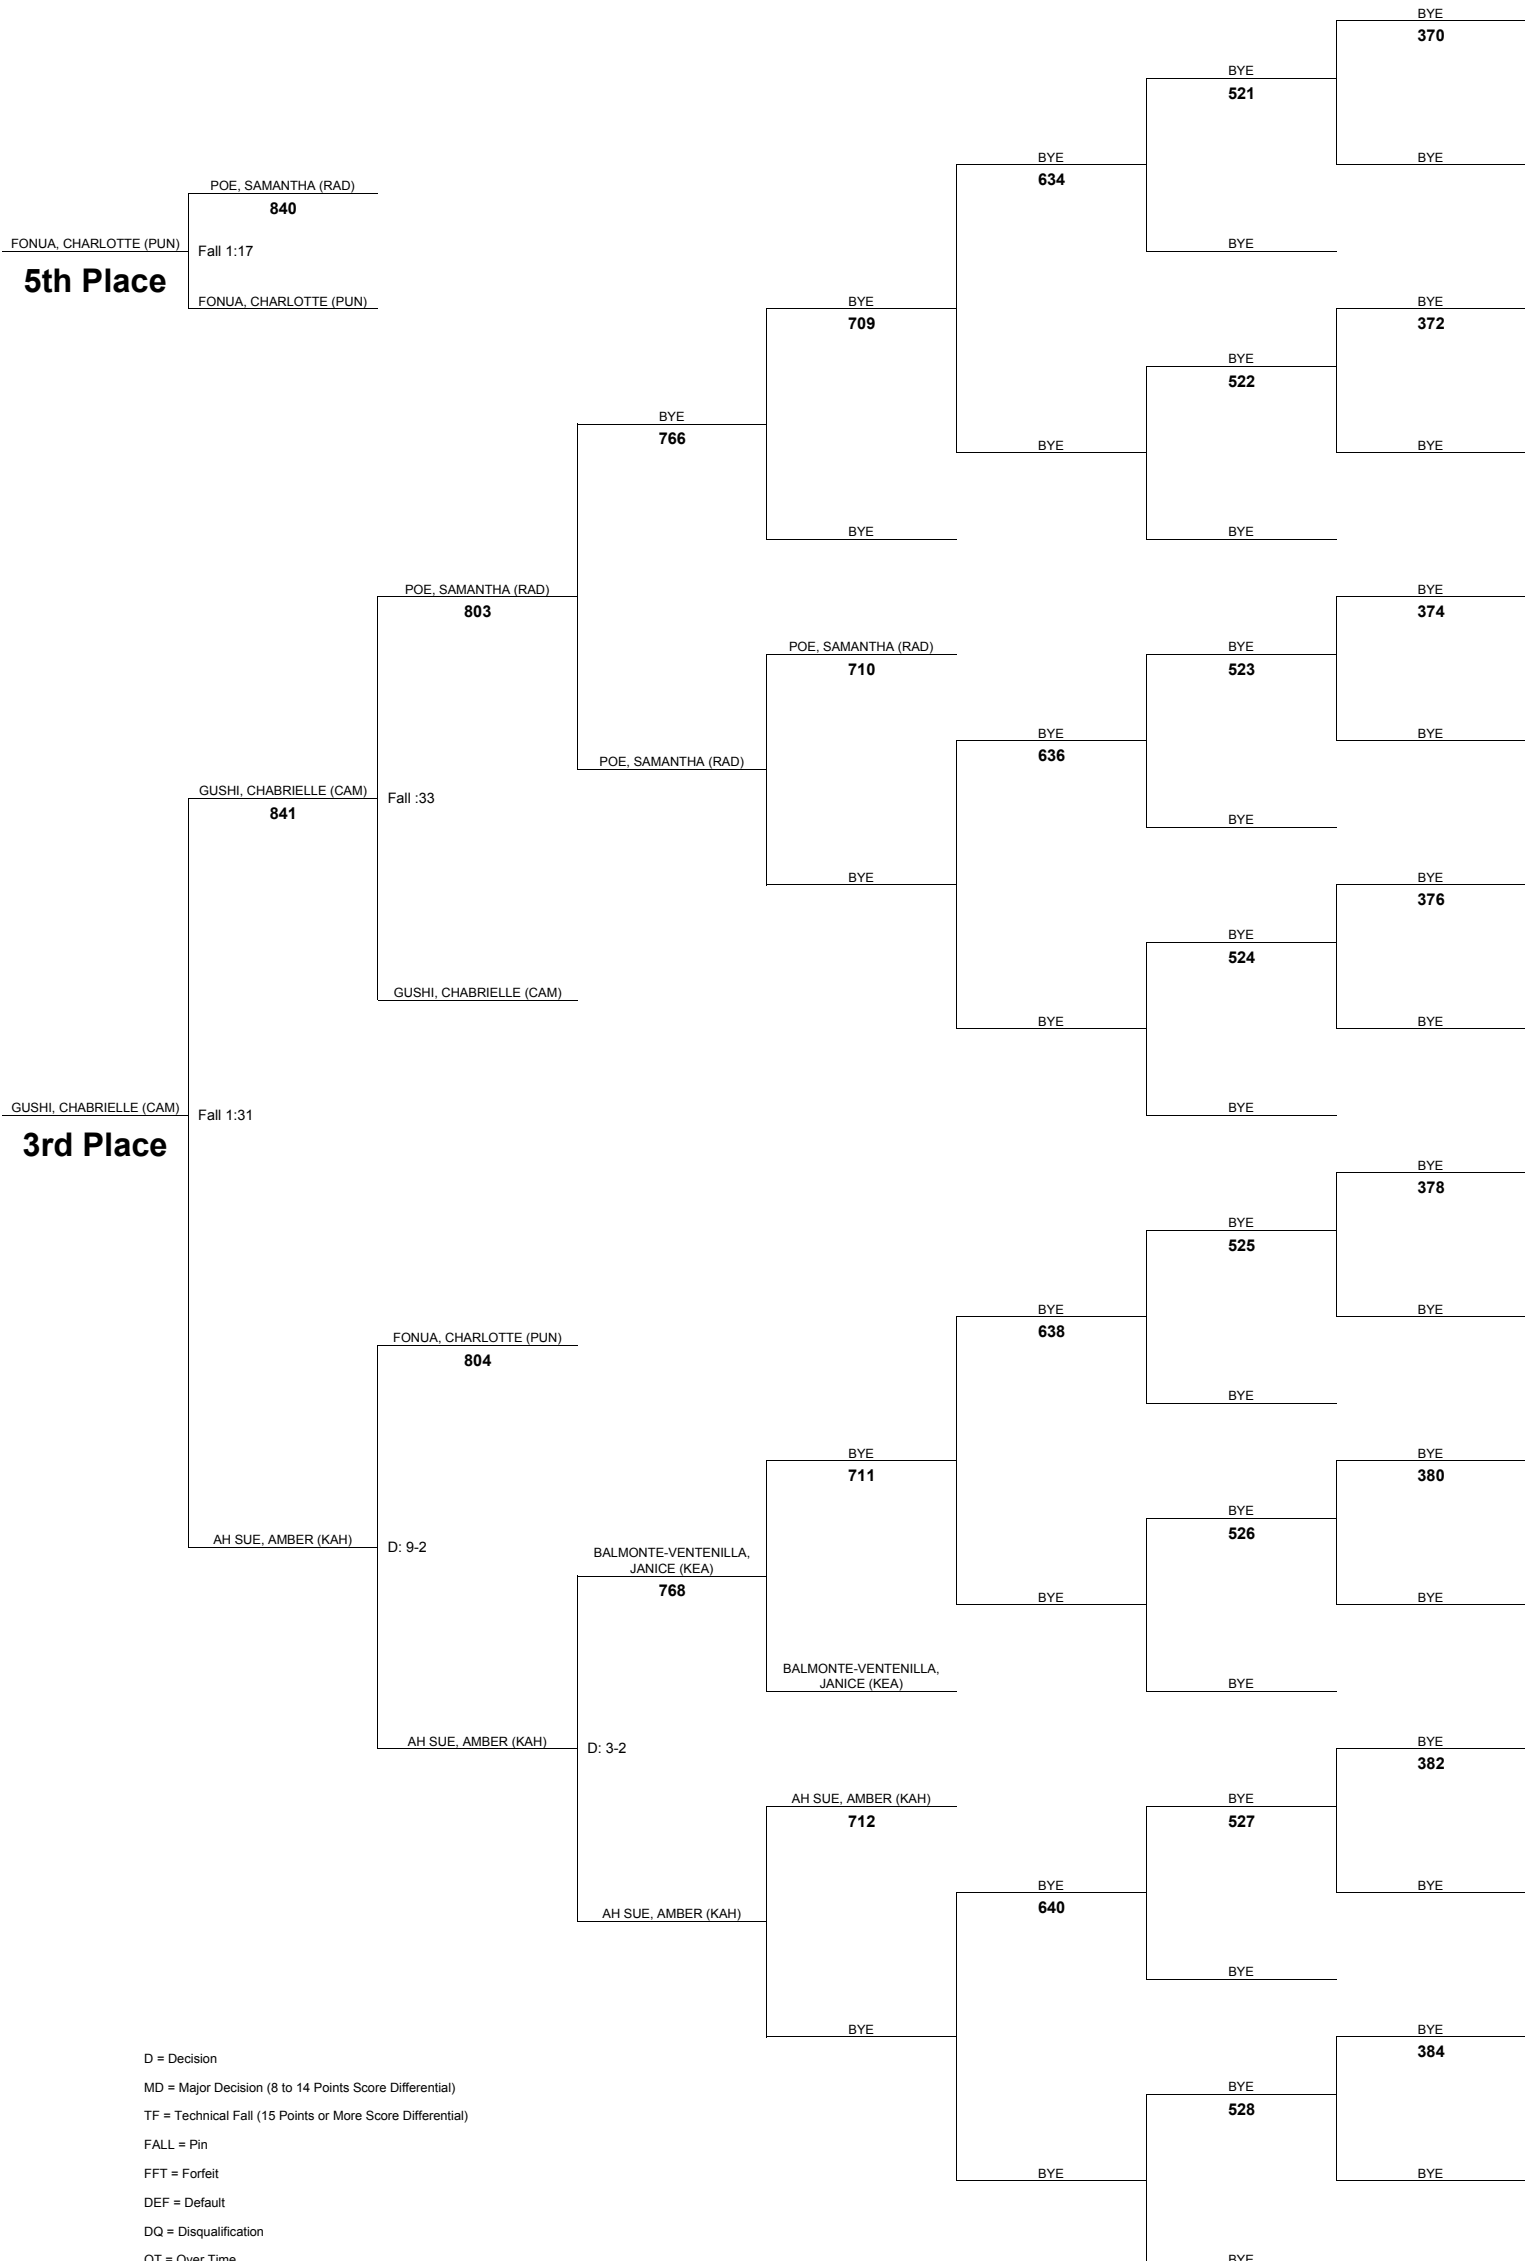 BYE
370
BYE
521
BYE
BYE
634
POE, SAMANTHA (RAD)
840
FONUA, CHARLOTTE (PUN)
Fall 1:17
BYE
5th Place
FONUA, CHARLOTTE (PUN)
BYE
709
BYE
372
BYE
522
BYE
766
BYE
BYE
BYE
BYE
POE, SAMANTHA (RAD)
803
BYE
374
POE, SAMANTHA (RAD)
710
BYE
523
BYE
636
BYE
POE, SAMANTHA (RAD)
GUSHI, CHABRIELLE (CAM)
841
Fall :33
BYE
BYE
BYE
376
BYE
524
GUSHI, CHABRIELLE (CAM)
BYE
BYE
GUSHI, CHABRIELLE (CAM)
Fall 1:31
BYE
3rd Place
BYE
378
BYE
525
BYE
638
BYE
FONUA, CHARLOTTE (PUN)
804
BYE
BYE
711
BYE
380
BYE
526
AH SUE, AMBER (KAH)
D: 9-2
BALMONTE-VENTENILLA,
JANICE (KEA)
768
BYE
BYE
BALMONTE-VENTENILLA,
JANICE (KEA)
BYE
AH SUE, AMBER (KAH)
D: 3-2
BYE
382
AH SUE, AMBER (KAH)
712
BYE
527
BYE
640
BYE
AH SUE, AMBER (KAH)
BYE
BYE
BYE
384
D = Decision
MD = Major Decision (8 to 14 Points Score Differential)
BYE
528
TF = Technical Fall (15 Points or More Score Differential)
FALL = Pin
FFT = Forfeit
BYE
BYE
DEF = Default
DQ = Disqualification
OT = Over Time
BYE